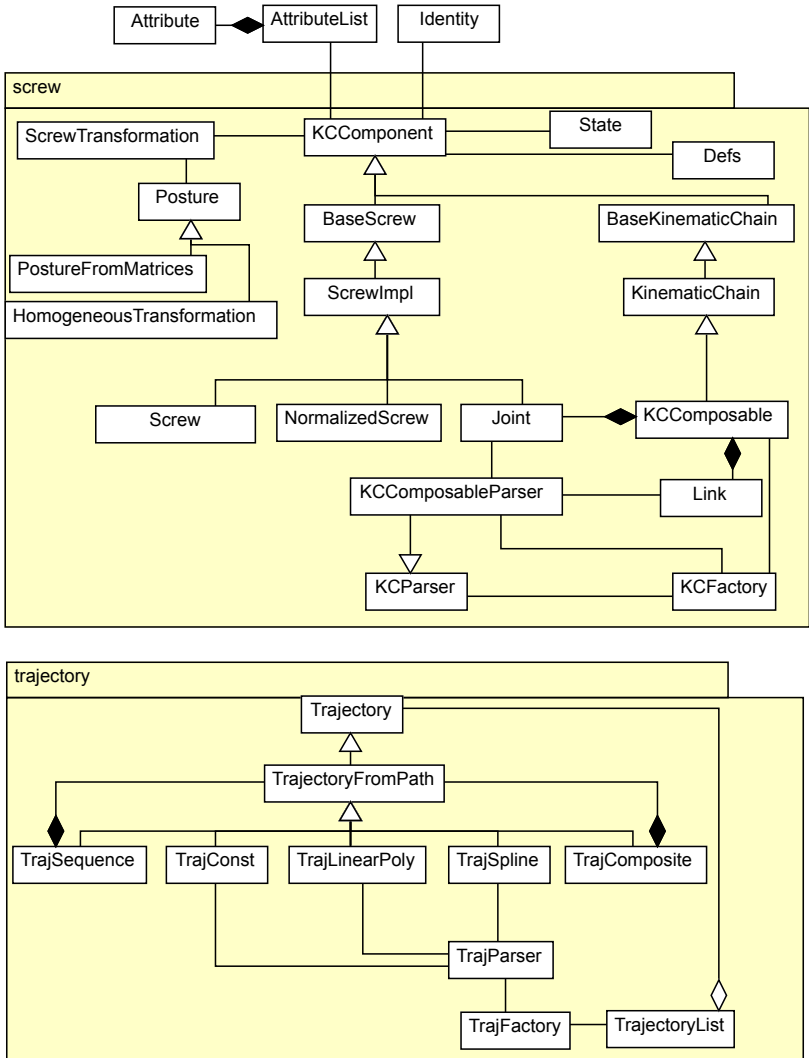 Attribute
AttributeList
Identity
screw
ScrewTransformation
KCComponent
State
Defs
Posture
BaseScrew
BaseKinematicChain
PostureFromMatrices
ScrewImpl
KinematicChain
HomogeneousTransformation
Screw
NormalizedScrew
Joint
KCComposable
KCComposableParser
Link
KCParser
KCFactory
trajectory
Trajectory
TrajectoryFromPath
TrajSequence
TrajConst
TrajLinearPoly
TrajSpline
TrajComposite
TrajParser
TrajFactory
TrajectoryList